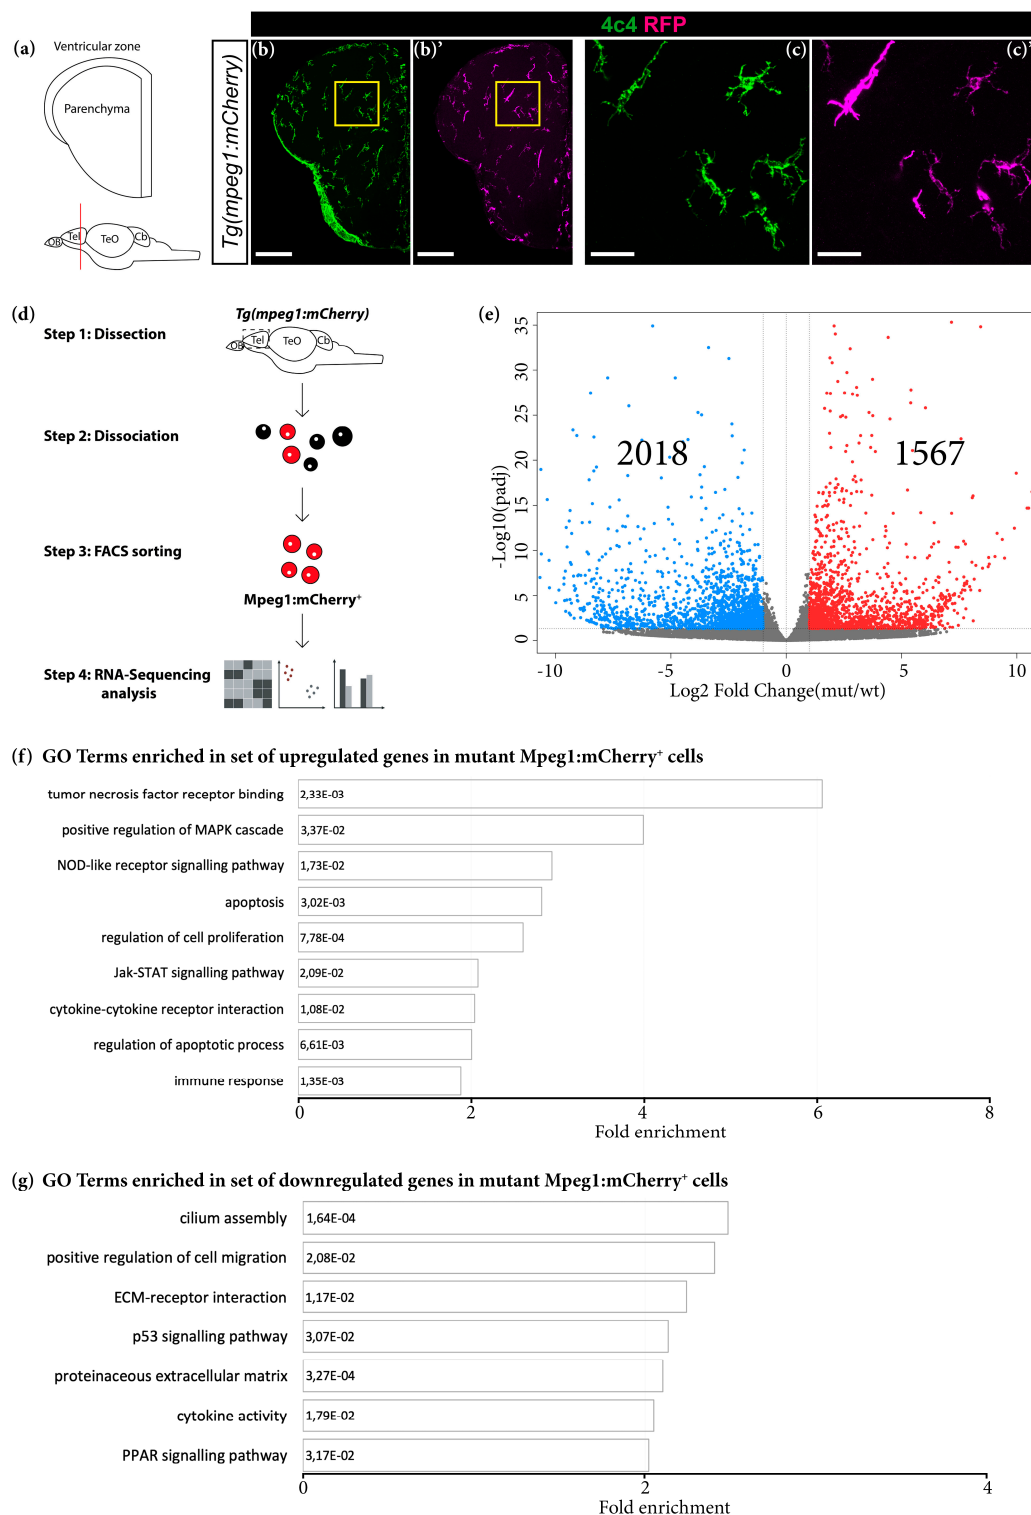 4c4 RFP
(a)
Ventricular zone
Parenchyma
OB
Tel
TeO
Cb
Tg(mpeg1:mCherry)
(b)
(b)’
(c)
(c)’
(d)
Step 1: Dissection
Tg(mpeg1:mCherry)
OB
Tel
TeO
Cb
Step 2: Dissociation
Step 3: FACS sorting
Mpeg1:mCherry+
Step 4: RNA-Sequencing
analysis
(e)
-Log10(padj)
35
30
25
20
15
10
5
0
2018
1567
-10 -5 0 5 10
Log2 Fold Change(mut/wt)
(f) GO Terms enriched in set of upregulated genes in mutant Mpeg1:mCherry+ cells
tumor necrosis factor receptor binding 2,33E-03
positive regulation of MAPK cascade 3,37E-02
NOD-like receptor signalling pathway 1,73E-02
apoptosis 3,02E-03
regulation of cell proliferation 7,78E-04
Jak-STAT signalling pathway 2,09E-02
cytokine-cytokine receptor interaction 1,08E-02
regulation of apoptotic process 6,61E-03
immune response 1,35E-03
0 2 4 6 8
Fold enrichment
(g) GO Terms enriched in set of downregulated genes in mutant Mpeg1:mCherry+ cells
cilium assembly 1,64E-04
positive regulation of cell migration 2,08E-02
ECM-receptor interaction 1,17E-02
p53 signalling pathway 3,07E-02
proteinaceous extracellular matrix 3,27E-04
cytokine activity 1,79E-02
PPAR signalling pathway 3,17E-02
0 2 4
Fold enrichment